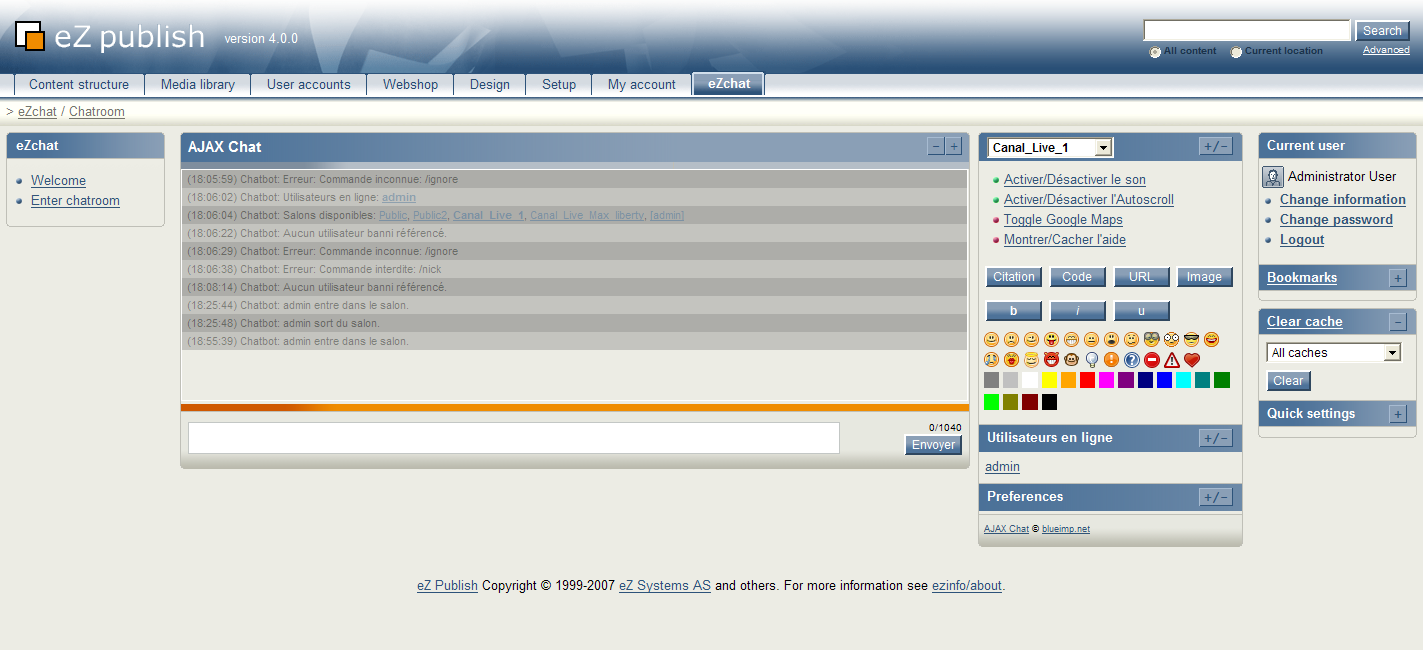 eZ publish version 4.0.0
Search
All content Current location Advanced
Content structure Media library User accounts Webshop Design Setup My account eZchat
> eZchat / Chatroom
eZchat
Welcome
Enter chatroom
AJAX Chat - +
(18:05:59) Chatbot: Erreur: Commande inconnue: /ignore
(18:06:02) Chatbot: Utilisateurs en ligne: admin
(18:06:04) Chatbot: Salons disponibles: Public, Public2, Canal_Live_1, Canal_Live_Max_liberty, [admin]
(18:06:22) Chatbot: Aucun utilisateur banni référencé.
(18:06:29) Chatbot: Erreur: Commande inconnue: /ignore
(18:06:38) Chatbot: Erreur: Commande interdite: /nick
(18:08:14) Chatbot: Aucun utilisateur banni référencé.
(18:25:44) Chatbot: admin entre dans le salon.
(18:25:48) Chatbot: admin sort du salon.
(18:55:39) Chatbot: admin entre dans le salon.
0/1040
Envoyer
Canal_Live_1 +/-
Activer/Désactiver le son
Activer/Désactiver l'Autoscroll
Toggle Google Maps
Montrer/Cacher l'aide
Citation Code URL Image
b i u
Utilisateurs en ligne +/-
admin
Preferences +/-
AJAX Chat © blueimp.net
Current user
Administrator User
Change information
Change password
Logout
Bookmarks +
Clear cache -
All caches
Clear
Quick settings +
eZ Publish Copyright © 1999-2007 eZ Systems AS and others. For more information see ezinfo/about.